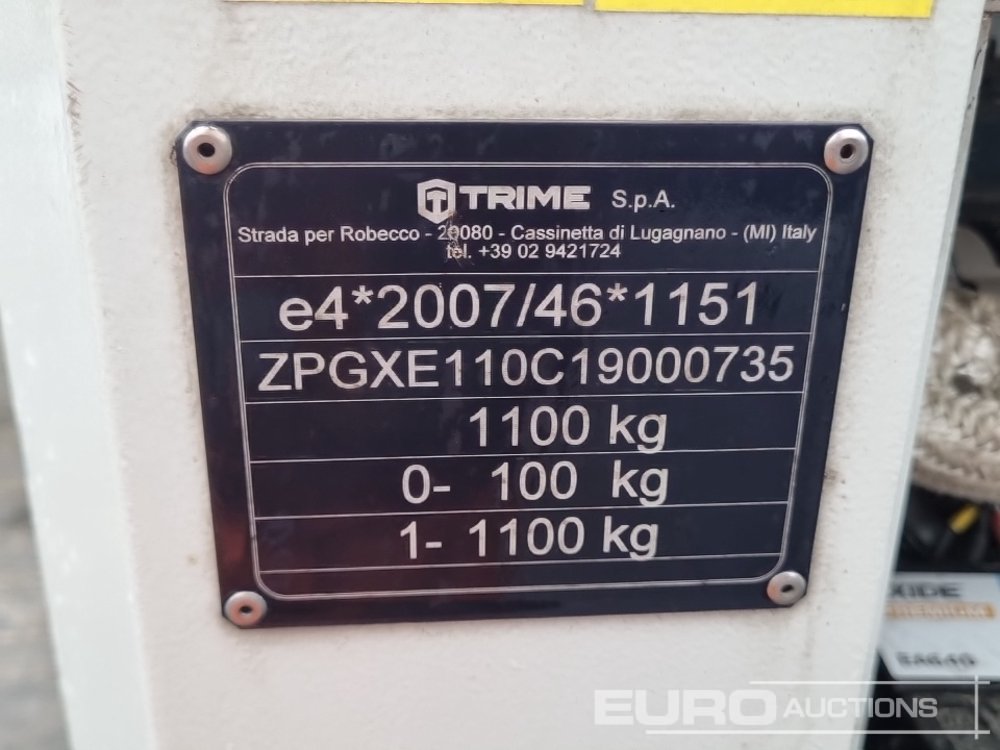 TRIME S.p.A.
Strada per Robecco - 20080 - Cassinetta di Lugagnano - (MI) Italy
tel. +39 02 9421724
e4*2007/46*1151
ZPGXE110C19000735
1100 kg
0- 100 kg
1- 1100 kg
PREMIUM
EURO AUCTIONS